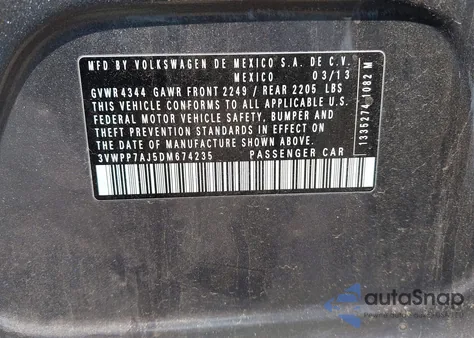 MFD BY VOLKSWAGEN DE MEXICO S.A. DE C.V.
MEXICO 03/13
GVWR 4344 GAWR FRONT 2249 / REAR 2205 LBS
THIS VEHICLE CONFORMS TO ALL APPLICABLE U.S.
FEDERAL MOTOR VEHICLE SAFETY, BUMPER AND
THEFT PREVENTION STANDARDS IN EFFECT ON
THE DATE OF MANUFACTURE SHOWN ABOVE.
3VWPP7AJ5DM674235 PASSENGER CAR
1335274 1082 M
autoSnap